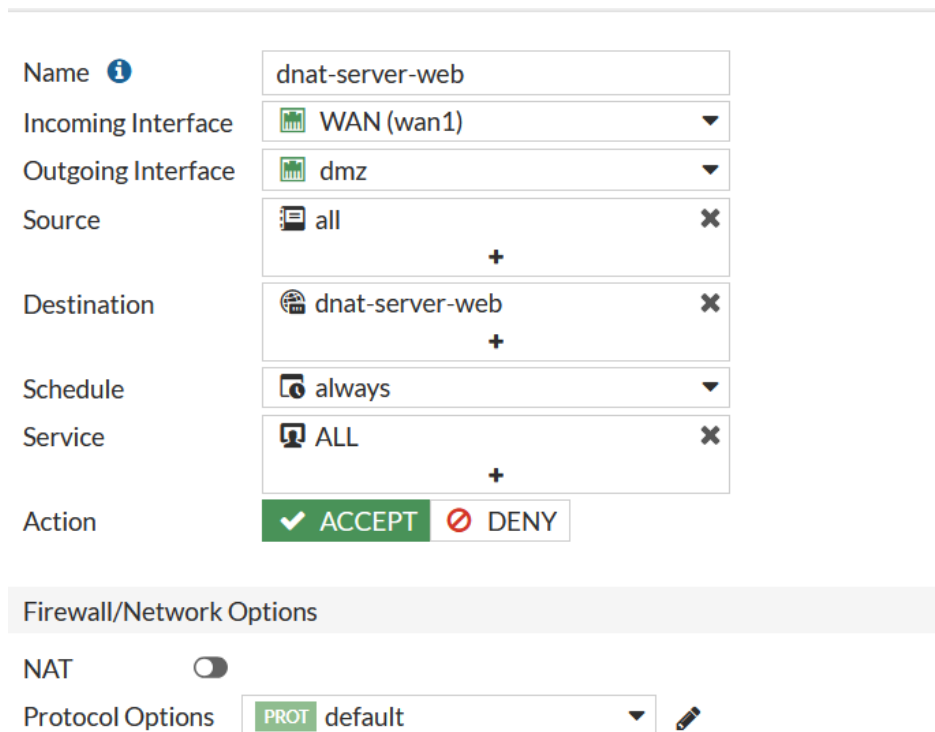 Name
dnat-server-web
Incoming Interface
WAN (wan1)
Outgoing Interface
dmz
Source
all
+
Destination
dnat-server-web
+
Schedule
always
Service
ALL
+
Action
ACCEPT DENY
Firewall/Network Options
NAT
Protocol Options
PROT default